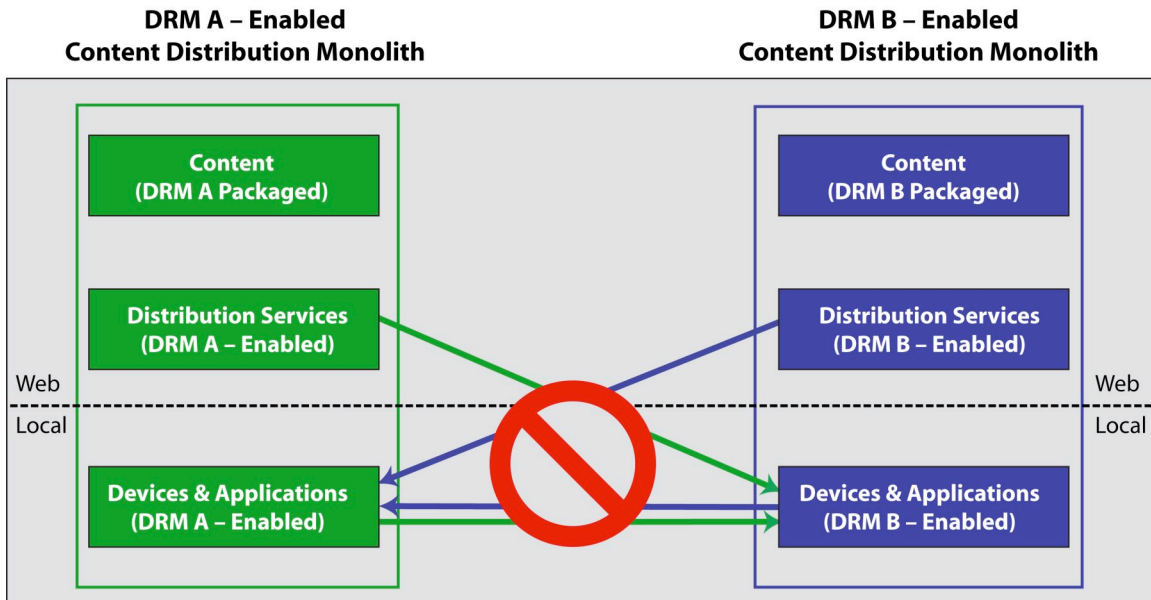 DRM A – Enabled
Content Distribution Monolith
DRM B – Enabled
Content Distribution Monolith
Content
(DRM A Packaged)
Content
(DRM B Packaged)
Distribution Services
(DRM A – Enabled)
Distribution Services
(DRM B – Enabled)
Web
Web
Local
Local
Devices & Applications
(DRM A – Enabled)
Devices & Applications
(DRM B – Enabled)